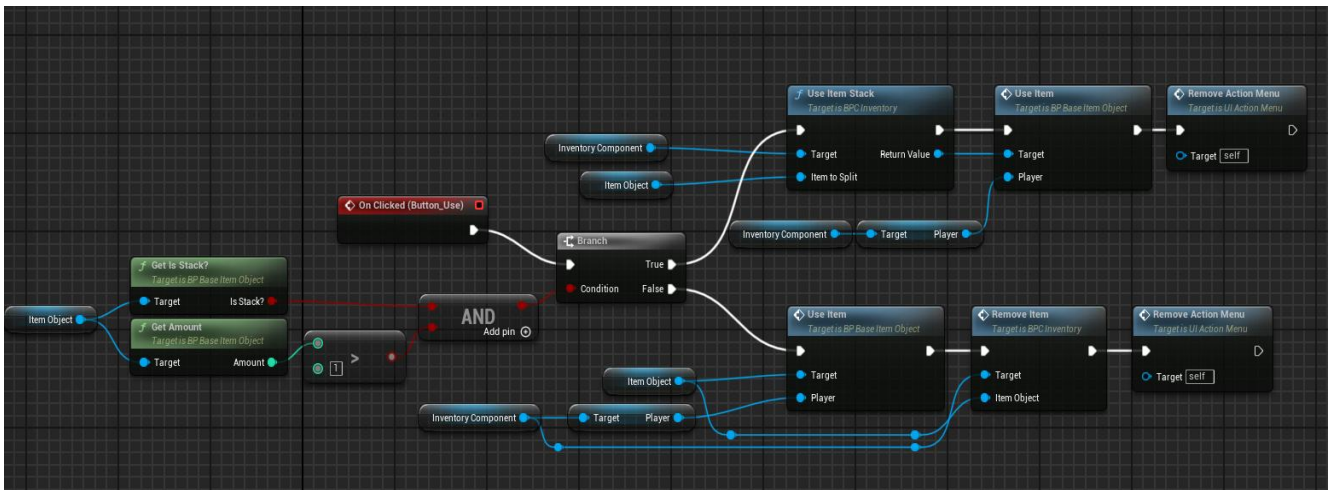 Use Item Stack
Target is BPC Inventory
Target
Return Value
Item to Split
Use Item
Target is BP Base Item Object
Target
Player
Remove Action Menu
Target is UI Action Menu
Target self
Inventory Component
Item Object
Inventory Component
Target Player
On Clicked (Button_Use)
Branch
True
Condition
False
Get Is Stack?
Target is BP Base Item Object
Target
Is Stack?
Item Object
Get Amount
Target is BP Base Item Object
Target
Amount
1
>
AND
Add pin
Use Item
Target is BP Base Item Object
Target
Player
Remove Item
Target is BPC Inventory
Target
Item Object
Remove Action Menu
Target is UI Action Menu
Target self
Item Object
Inventory Component
Target Player